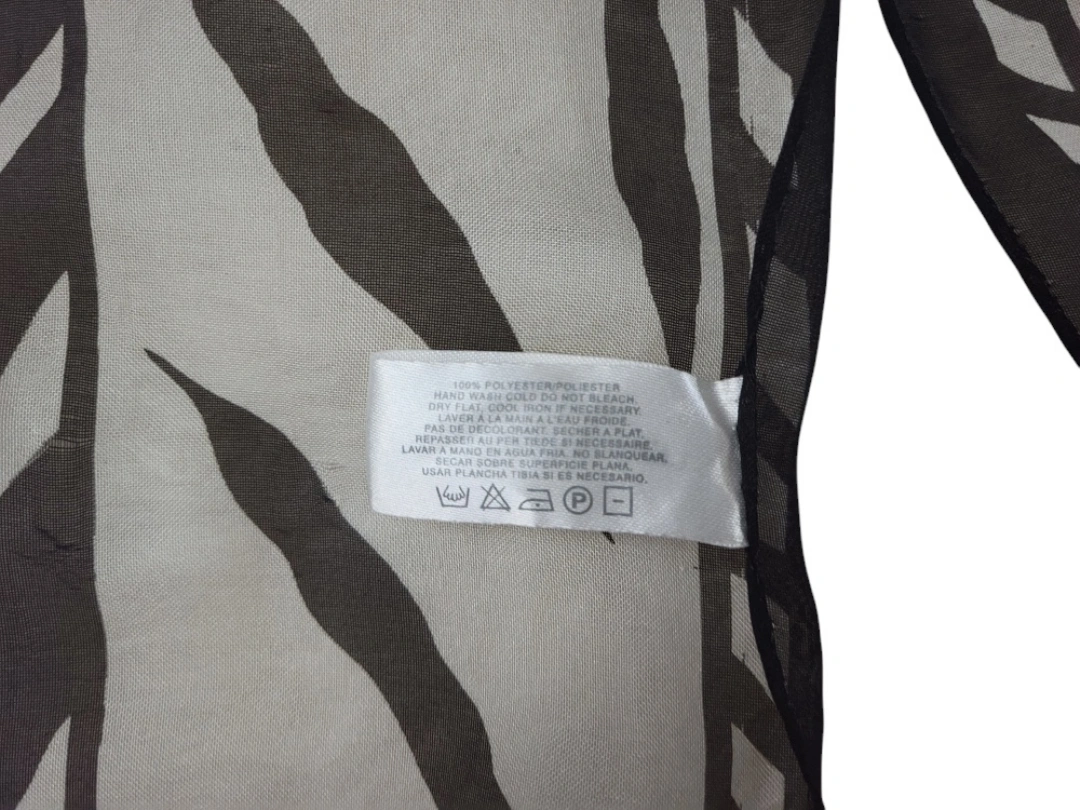 100% POLYESTER/POLIESTER
HAND WASH COLD DO NOT BLEACH.
DRY FLAT, COOL IRON IF NECESSARY.
LAVER À LA MAIN A L'EAU FROIDE.
PAS DE DECOLORANT. SECHER A PLAT.
REPASSER AU PER TIEDE SI NECESSAIRE.
LAVAR A MANO EN AGUA FRIA. NO BLANQUEAR.
SECAR SOBRE SUPERFICIE PLANA.
USAR PLANCHA TIBIA SI ES NECESARIO.
P